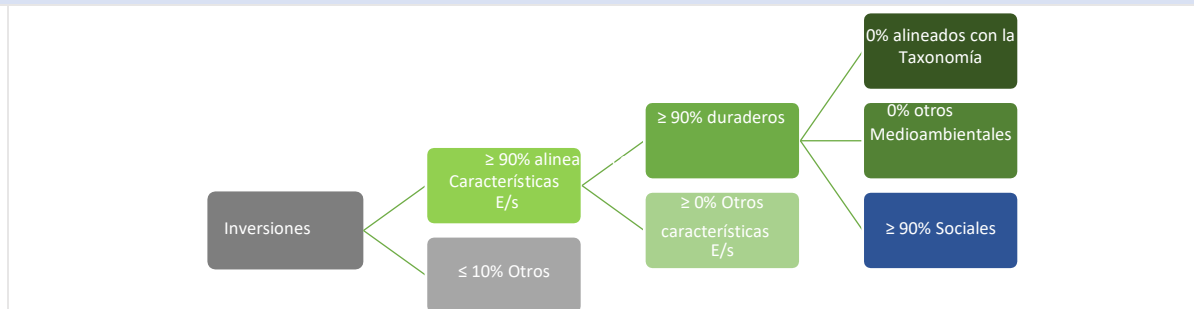 0% alineados con la
Taxonomía
≥ 90% duraderos
0% otros
Medioambientales
≥ 90% alinea
Características
E/s
Inversiones
≥ 0% Otros
características
E/s
≥ 90% Sociales
≤ 10% Otros